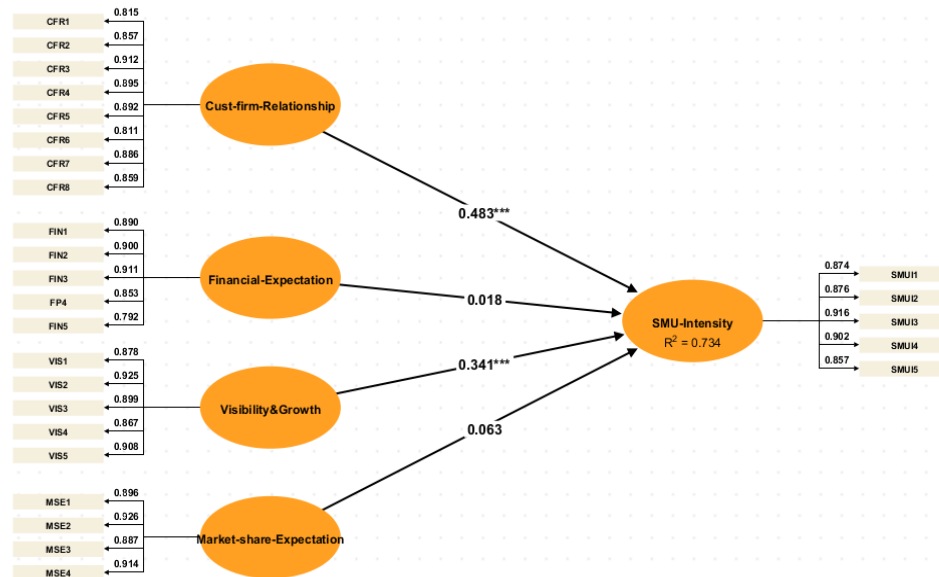 0.815
CFR1
0.857
CFR2
0.912
CFR3
0.895
CFR4
0.892
CFR5
0.811
CFR6
0.886
CFR7
0.859
CFR8
Cust-firm-Relationship
0.483***
0.890
FIN1
0.900
FIN2
0.911
FIN3
0.853
FP4
0.792
FIN5
Financial-Expectation
0.018
0.878
VIS1
0.925
VIS2
0.899
VIS3
0.867
VIS4
0.908
VIS5
Visibility&Growth
0.341***
0.896
MSE1
0.926
MSE2
0.887
MSE3
0.914
MSE4
Market-share-Expectation
0.063
SMU-Intensity
R² = 0.734
0.874
SMUI1
0.876
SMUI2
0.916
SMUI3
0.902
SMUI4
0.857
SMUI5